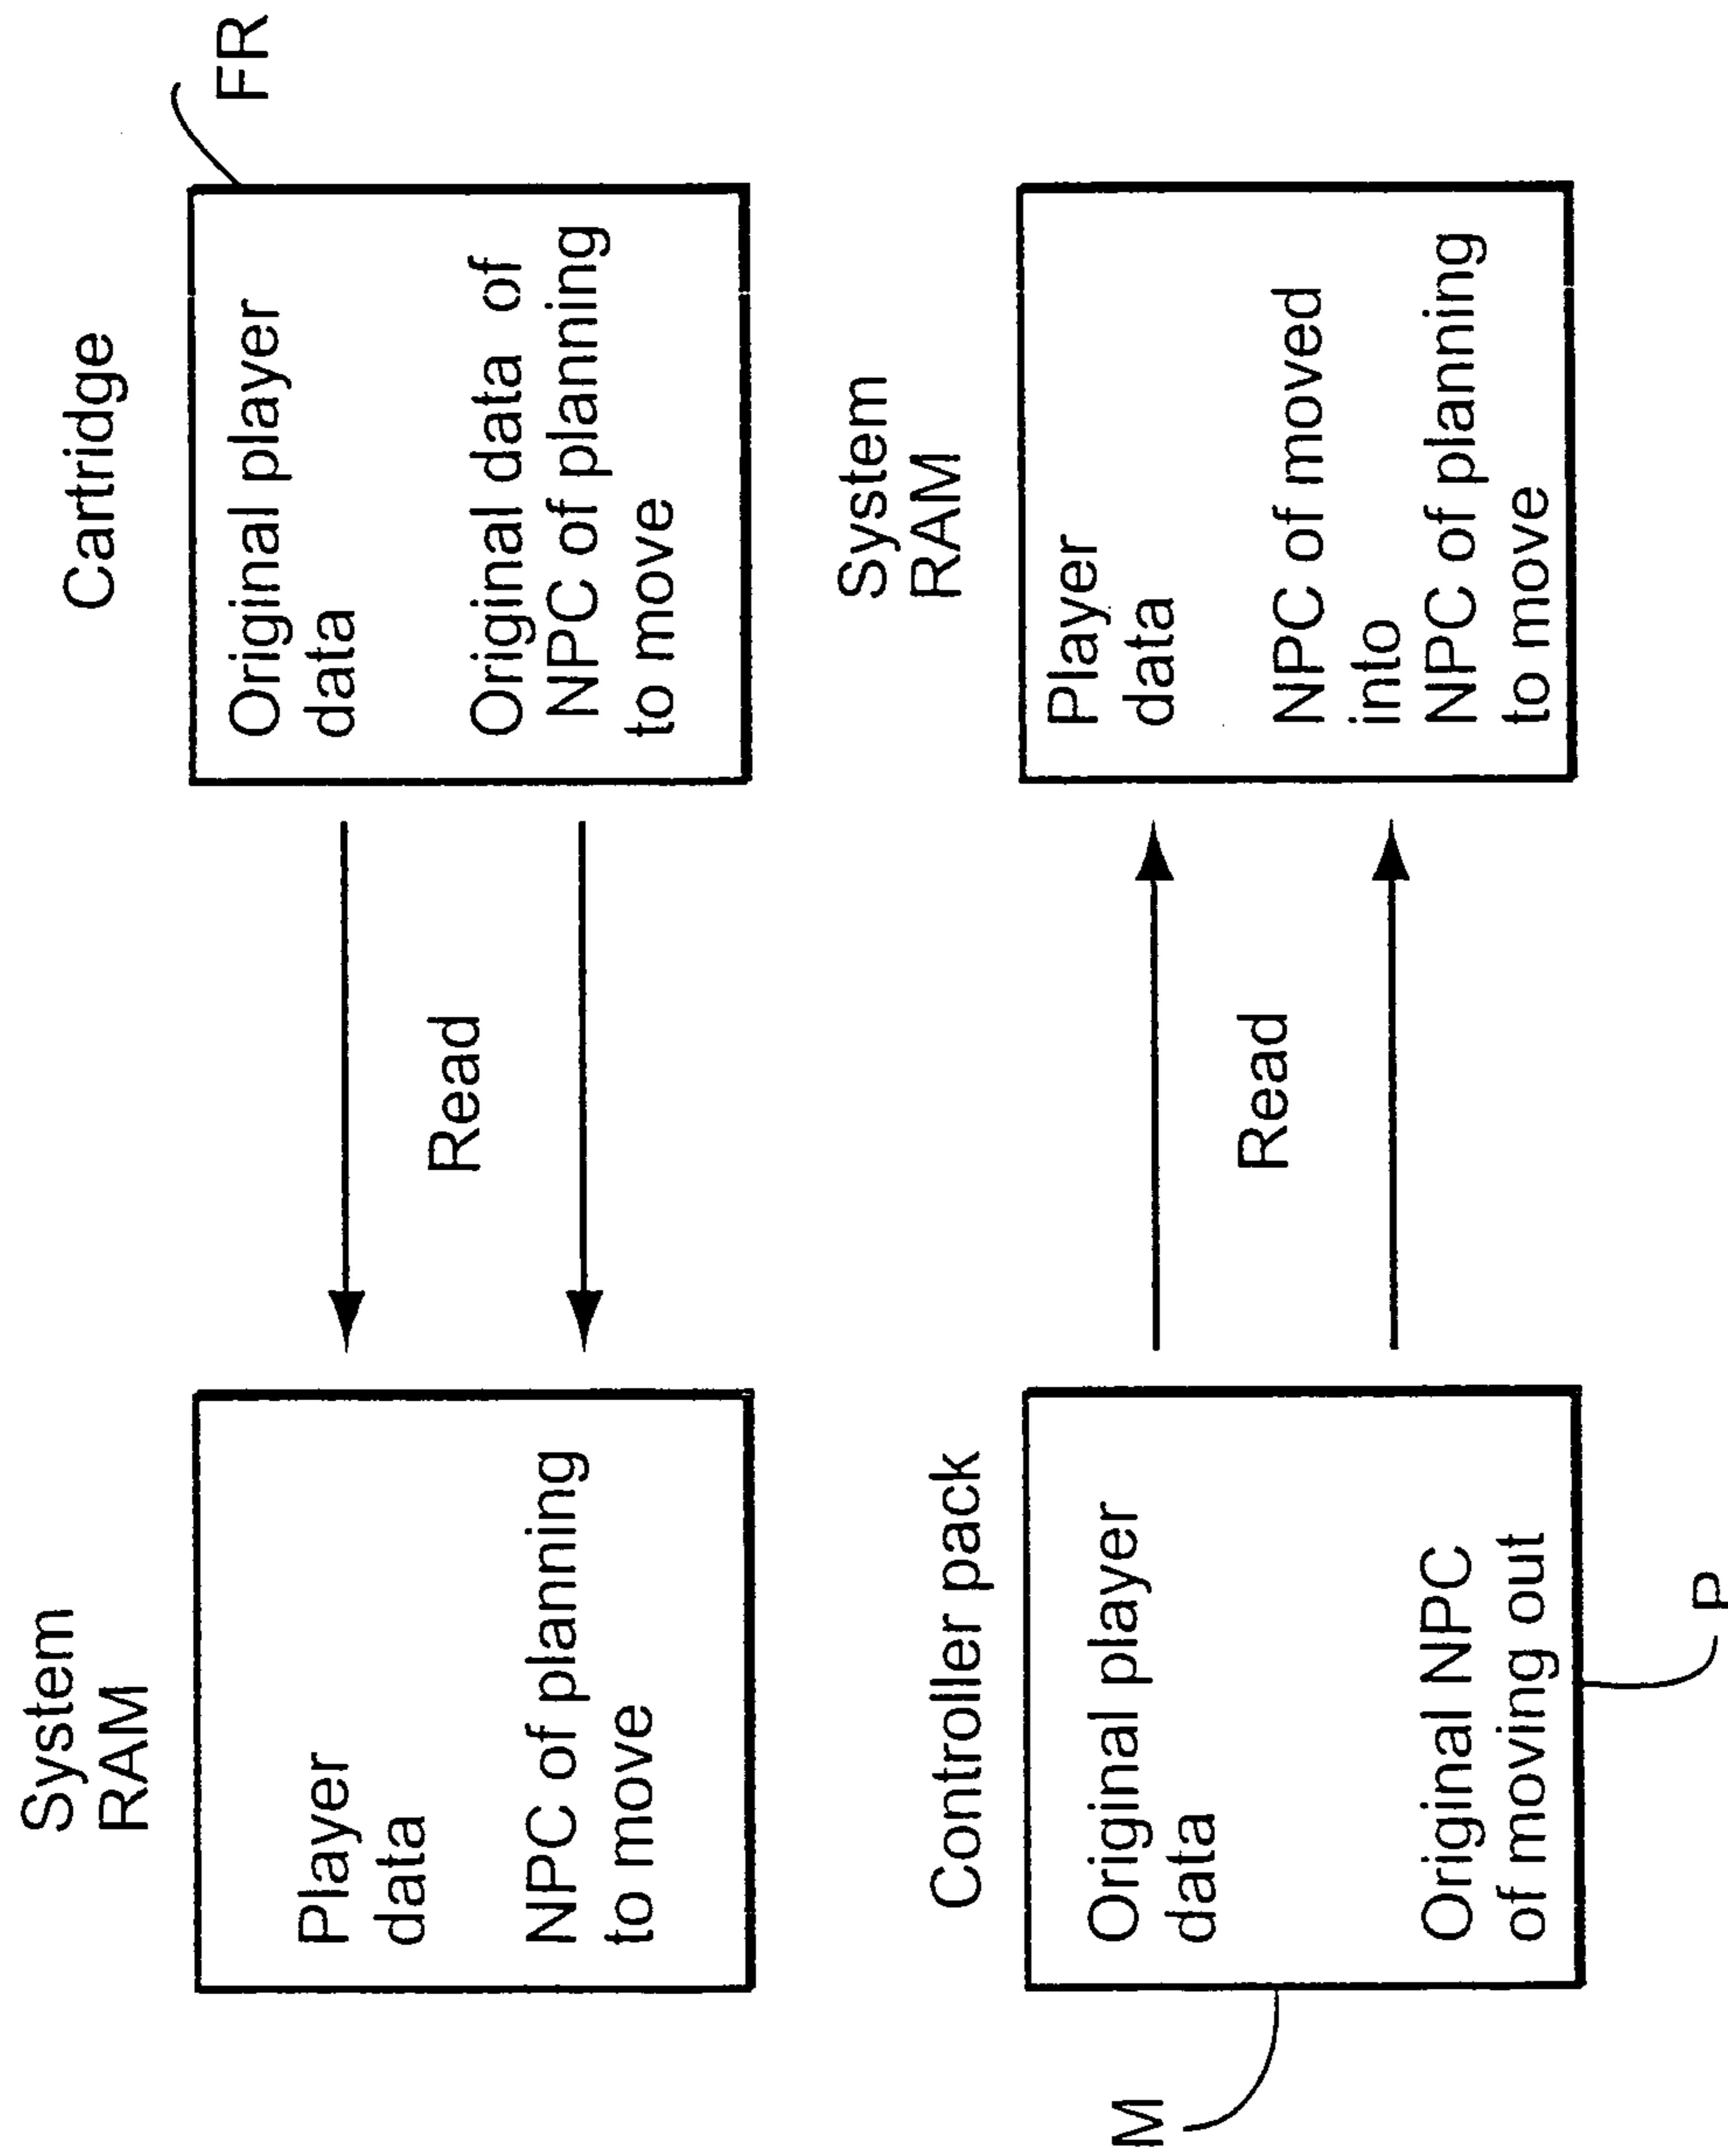 System
RAM
Player
data
NPC of planning
to move
Read
Cartridge
FR
Original player
data
Original data of
NPC of planning
to move
Controller pack
M
Original player
data
Original NPC
of moving out
P
Read
System
RAM
Player
data
NPC of moved
into
NPC of planning
to move